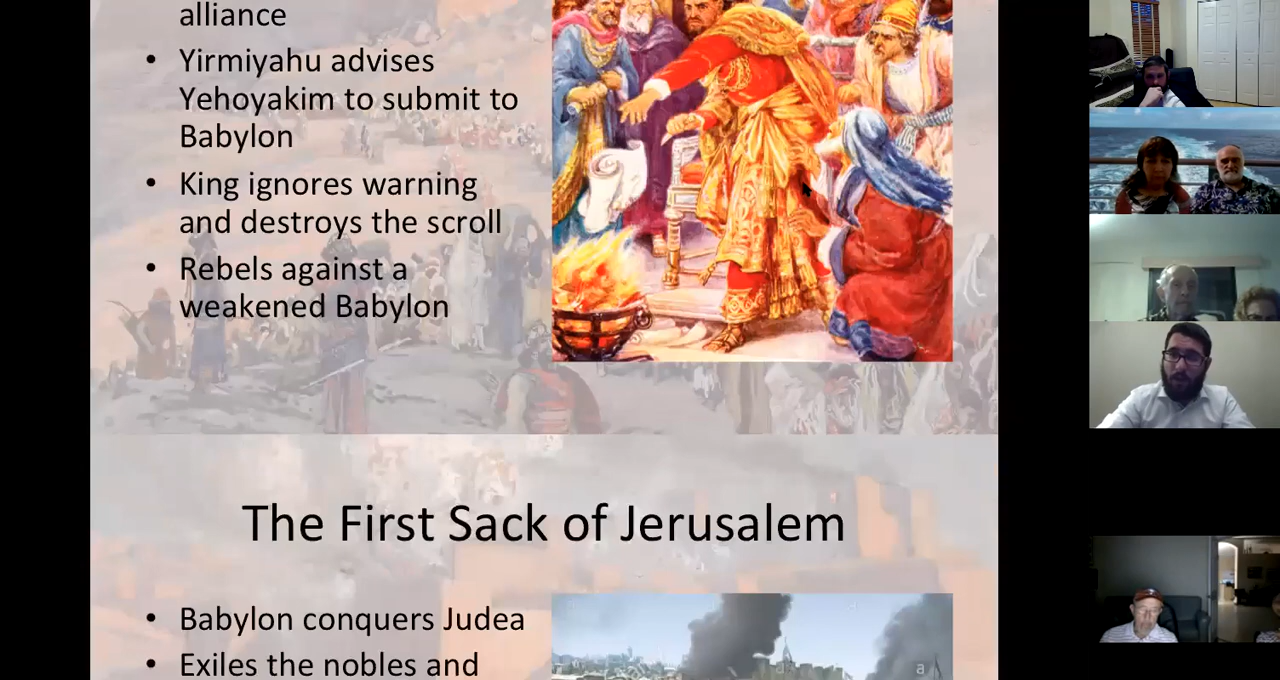 alliance
• Yirmiyahu advises
Yehoyakim to submit to
Babylon
• King ignores warning
and destroys the scroll
• Rebels against a
weakened Babylon
The First Sack of Jerusalem
• Babylon conquers Judea
• Exiles the nobles and
a